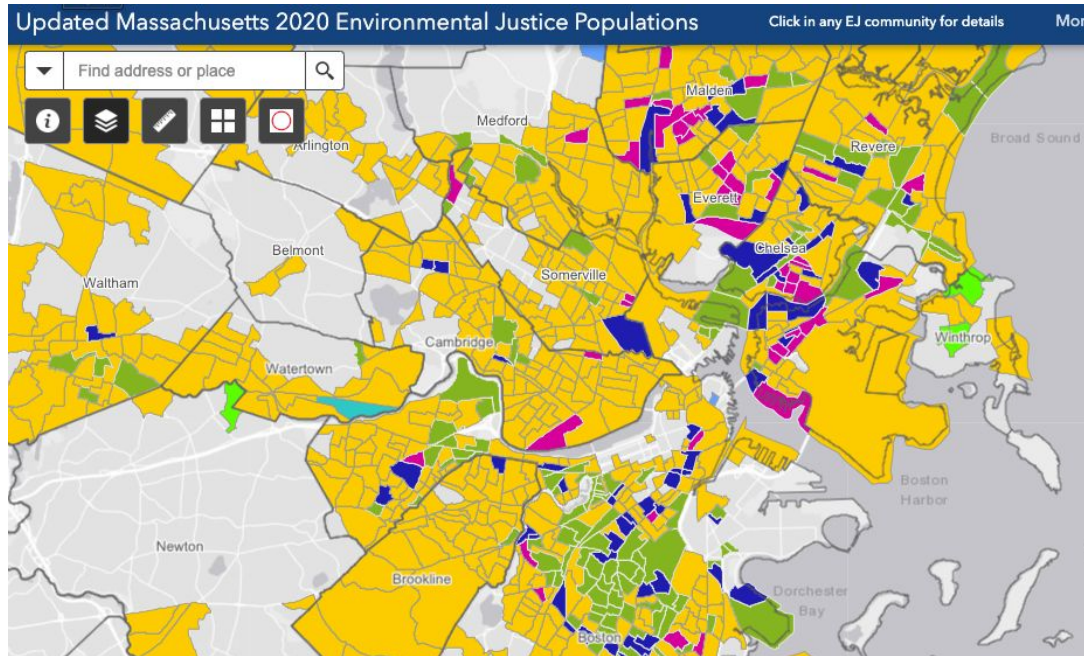 Updated Massachusetts 2020 Environmental Justice Populations
Click in any EJ community for details
Mor
Find address or place
Malden
Medford
Broad Sound
Arlington
Revere
Everett
Belmont
Chelsea
Somerville
Waltham
Winthrop
Cambridge
Watertown
Boston
Harbor
Newton
Brookline
Dorchester
Bay
Boston